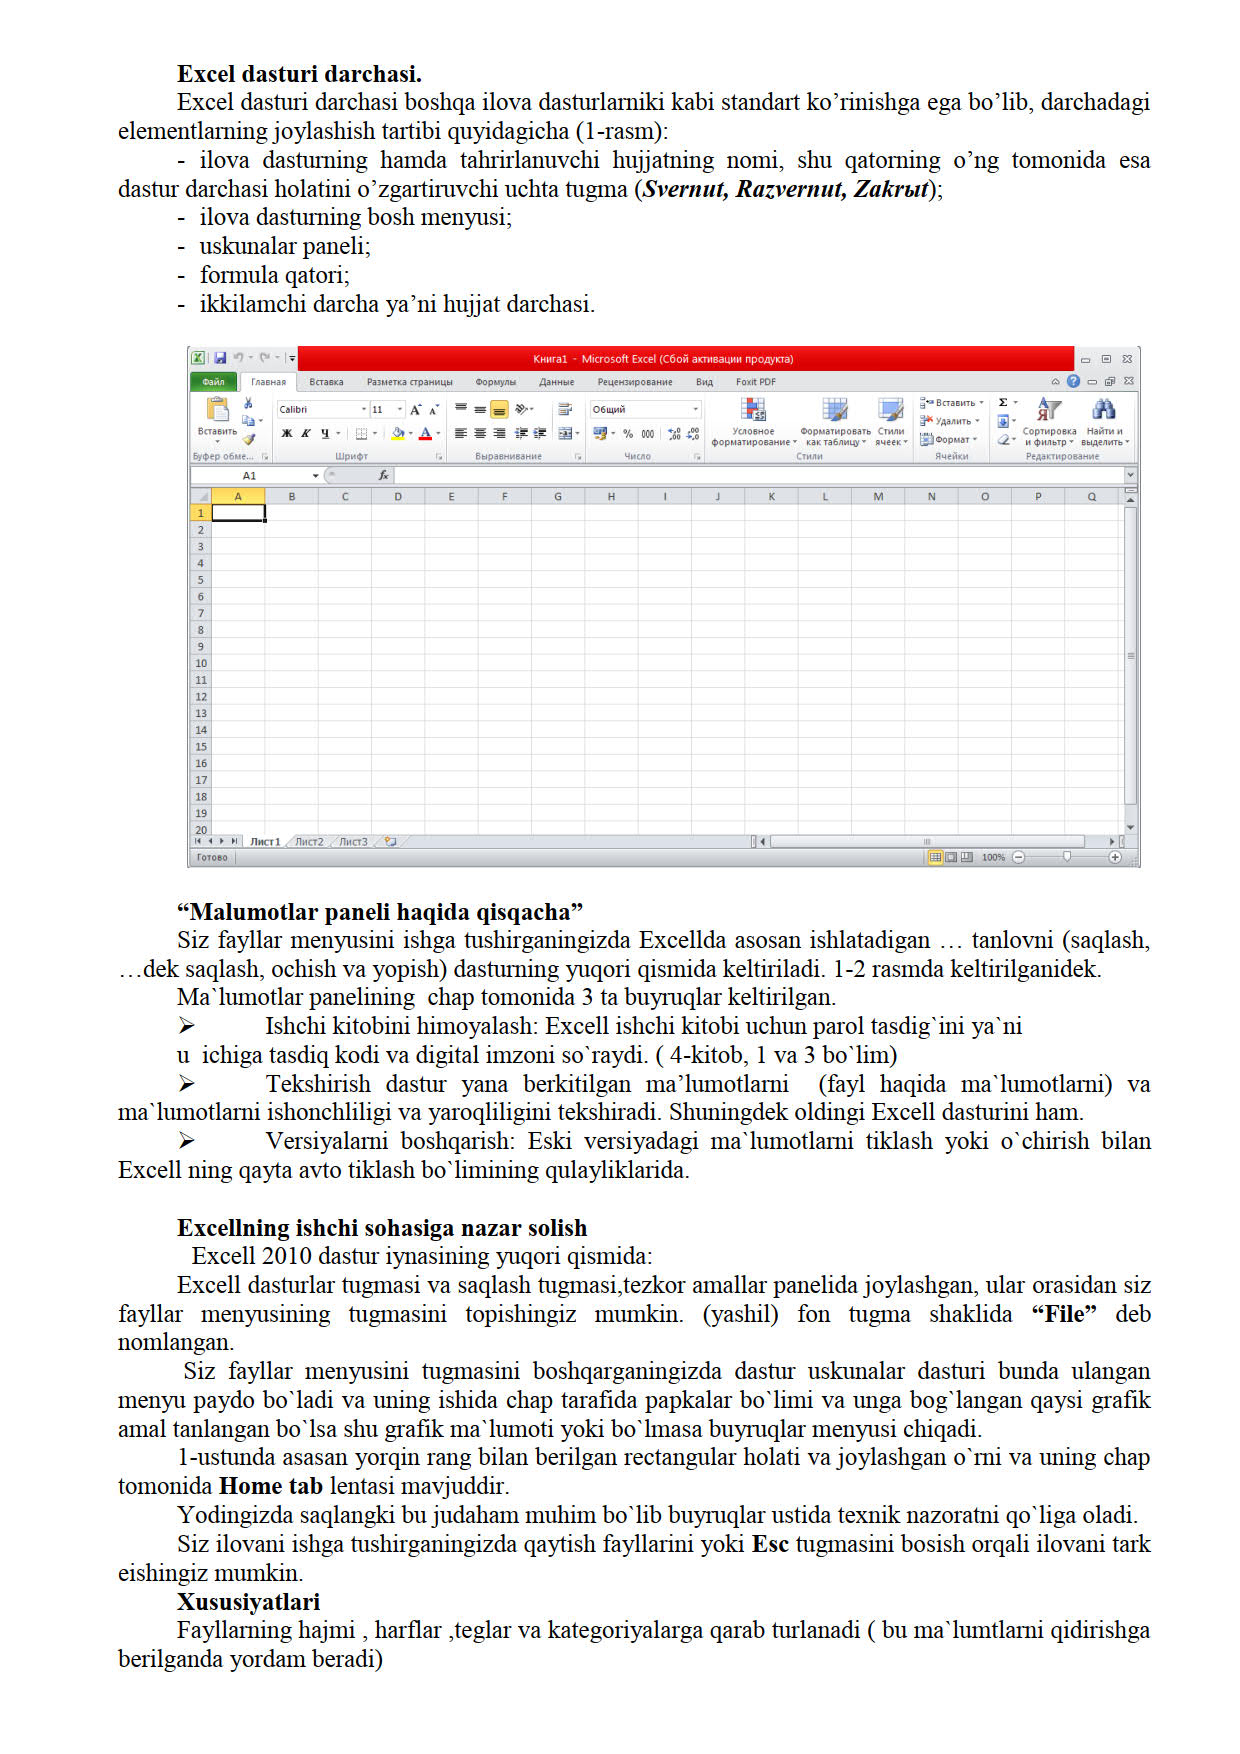 Excel dasturi darchasi.
Excel dasturi darchasi boshqa ilova dasturlarniki kabi standart ko’rinishga ega bo’lib, darchadagi
elementlarning joylashish tartibi quyidagicha (1-rasm):
- ilova dasturning hamda tahrirlanuvchi hujjatning nomi, shu qatorning o’ng tomonida esa
dastur darchasi holatini o’zgartiruvchi uchta tugma (Svernut, Razvernut, Zakrыt);
- ilova dasturning bosh menyusi;
- uskunalar paneli;
- formula qatori;
- ikkilamchi darcha ya’ni hujjat darchasi.
Книга1 - Microsoft Excel (Сбой активации продукта)
Файл Главная Вставка Разметка страницы Формулы Данные Рецензирование Вид Foxit PDF
Calibri 11 Общий Вставить Σ
Вставить Ж К Ч % 000 Условное форматирование Форматировать как таблицу Стили ячеек Удалить Формат Сортировка и фильтр Найти и выделить
Буфер обме... Шрифт Выравнивание Число Стили Ячейки Редактирование
A1 fx
A B C D E F G H I J K L M N O P Q
1
2
3
4
5
6
7
8
9
10
11
12
13
14
15
16
17
18
19
20
Лист1 Лист2 Лист3
Готово 100%
“Malumotlar paneli haqida qisqacha”
Siz fayllar menyusini ishga tushirganingizda Excellda asosan ishlatadigan … tanlovni (saqlash,
…dek saqlash, ochish va yopish) dasturning yuqori qismida keltiriladi. 1-2 rasmda keltirilganidek.
Ma`lumotlar panelining chap tomonida 3 ta buyruqlar keltirilgan.
➢ Ishchi kitobini himoyalash: Excell ishchi kitobi uchun parol tasdig`ini ya`ni
u ichiga tasdiq kodi va digital imzoni so`raydi. ( 4-kitob, 1 va 3 bo`lim)
➢ Tekshirish dastur yana berkitilgan ma’lumotlarni (fayl haqida ma`lumotlarni) va
ma`lumotlarni ishonchliligi va yaroqliligini tekshiradi. Shuningdek oldingi Excell dasturini ham.
➢ Versiyalarni boshqarish: Eski versiyadagi ma`lumotlarni tiklash yoki o`chirish bilan
Excell ning qayta avto tiklash bo`limining qulayliklarida.
Excellning ishchi sohasiga nazar solish
Excell 2010 dastur iynasining yuqori qismida:
Excell dasturlar tugmasi va saqlash tugmasi,tezkor amallar panelida joylashgan, ular orasidan siz
fayllar menyusining tugmasini topishingiz mumkin. (yashil) fon tugma shaklida “File” deb
nomlangan.
Siz fayllar menyusini tugmasini boshqarganingizda dastur uskunalar dasturi bunda ulangan
menyu paydo bo`ladi va uning ishida chap tarafida papkalar bo`limi va unga bog`langan qaysi grafik
amal tanlangan bo`lsa shu grafik ma`lumoti yoki bo`lmasa buyruqlar menyusi chiqadi.
1-ustunda asasan yorqin rang bilan berilgan rectangular holati va joylashgan o`rni va uning chap
tomonida Home tab lentasi mavjuddir.
Yodingizda saqlangki bu judaham muhim bo`lib buyruqlar ustida texnik nazoratni qo`liga oladi.
Siz ilovani ishga tushirganingizda qaytish fayllarini yoki Esc tugmasini bosish orqali ilovani tark
eishingiz mumkin.
Xususiyatlari
Fayllarning hajmi , harflar ,teglar va kategoriyalarga qarab turlanadi ( bu ma`lumtlarni qidirishga
berilganda yordam beradi)